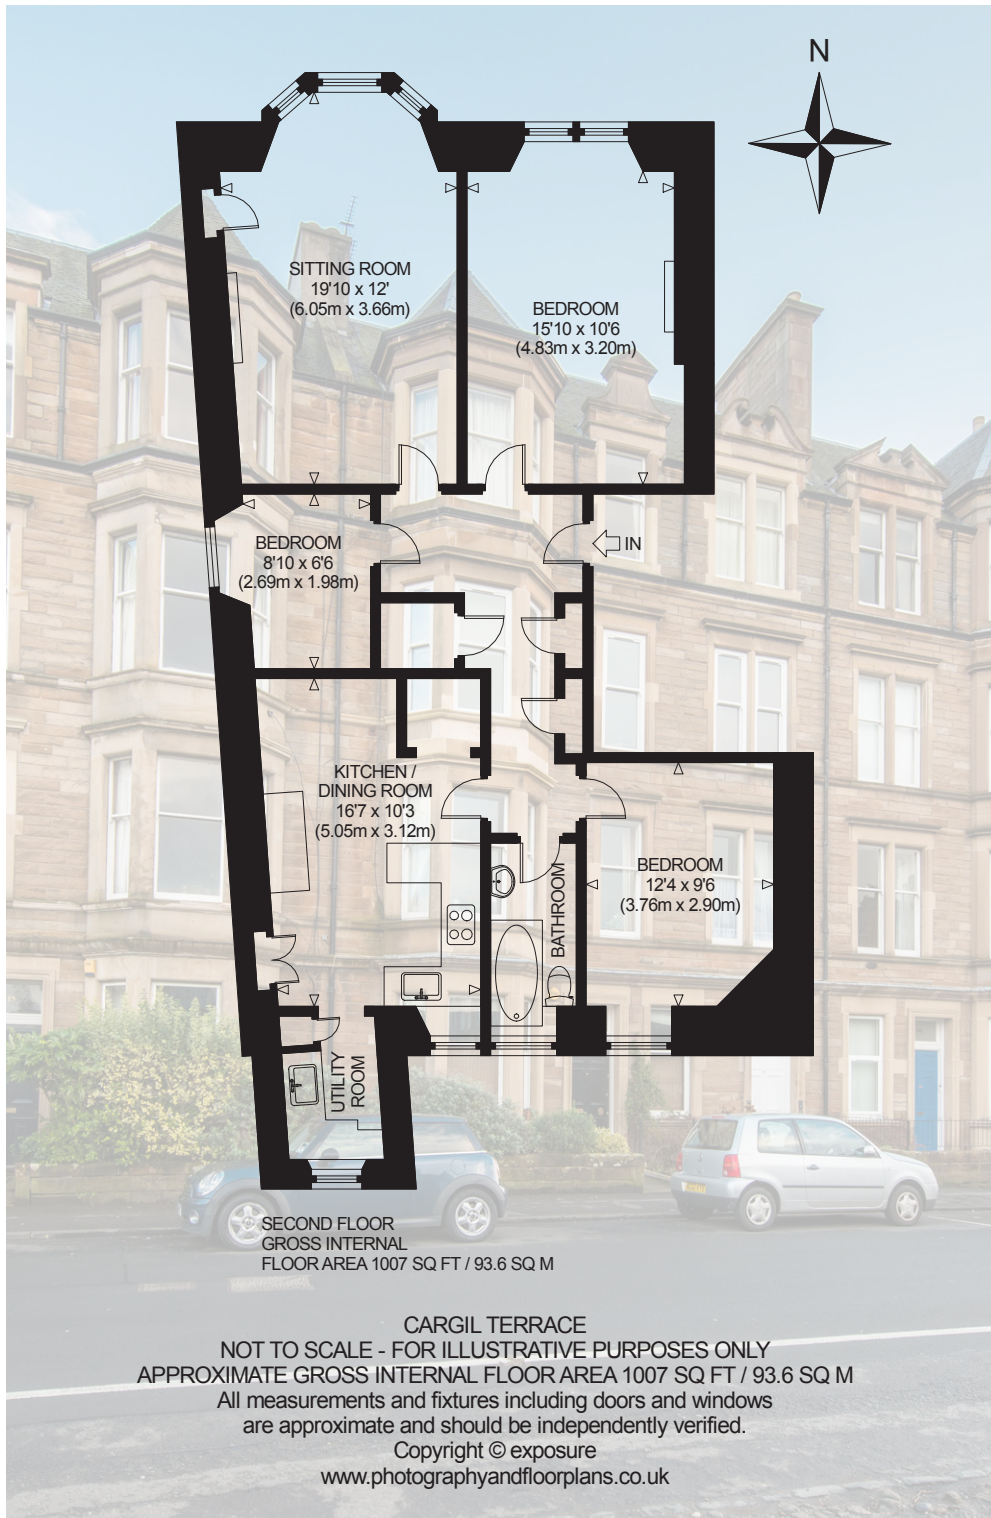 N
SITTING ROOM
19'10 x 12'
(6.05m x 3.66m)
BEDROOM
15'10 x 10'6
(4.83m x 3.20m)
BEDROOM
8'10 x 6'6
(2.69m x 1.98m)
IN
KITCHEN /
DINING ROOM
16'7 x 10'3
(5.05m x 3.12m)
BEDROOM
12'4 x 9'6
(3.76m x 2.90m)
BATHROOM
UTILITY
ROOM
SECOND FLOOR
GROSS INTERNAL
FLOOR AREA 1007 SQ FT / 93.6 SQ M
CARGIL TERRACE
NOT TO SCALE - FOR ILLUSTRATIVE PURPOSES ONLY
APPROXIMATE GROSS INTERNAL FLOOR AREA 1007 SQ FT / 93.6 SQ M
All measurements and fixtures including doors and windows
are approximate and should be independently verified.
Copyright © exposure
www.photographyandfloorplans.co.uk